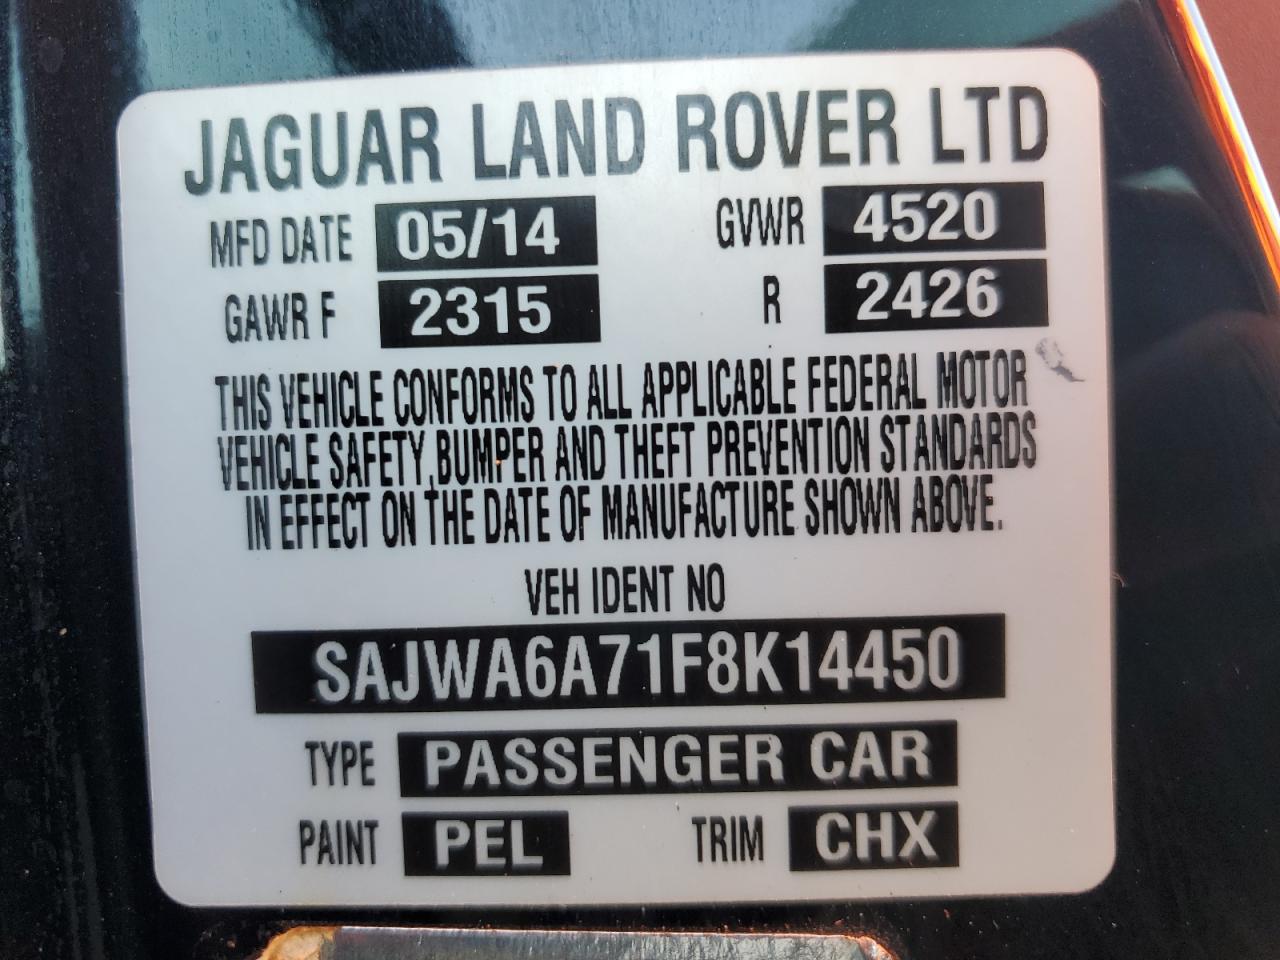 JAGUAR LAND ROVER LTD
MFD DATE 05/14 GVWR 4520
GAWR F 2315 R 2426
THIS VEHICLE CONFORMS TO ALL APPLICABLE FEDERAL MOTOR
VEHICLE SAFETY,BUMPER AND THEFT PREVENTION STANDARDS
IN EFFECT ON THE DATE OF MANUFACTURE SHOWN ABOVE.
VEH IDENT NO
SAJWA6A71F8K14450
TYPE PASSENGER CAR
PAINT PEL TRIM CHX